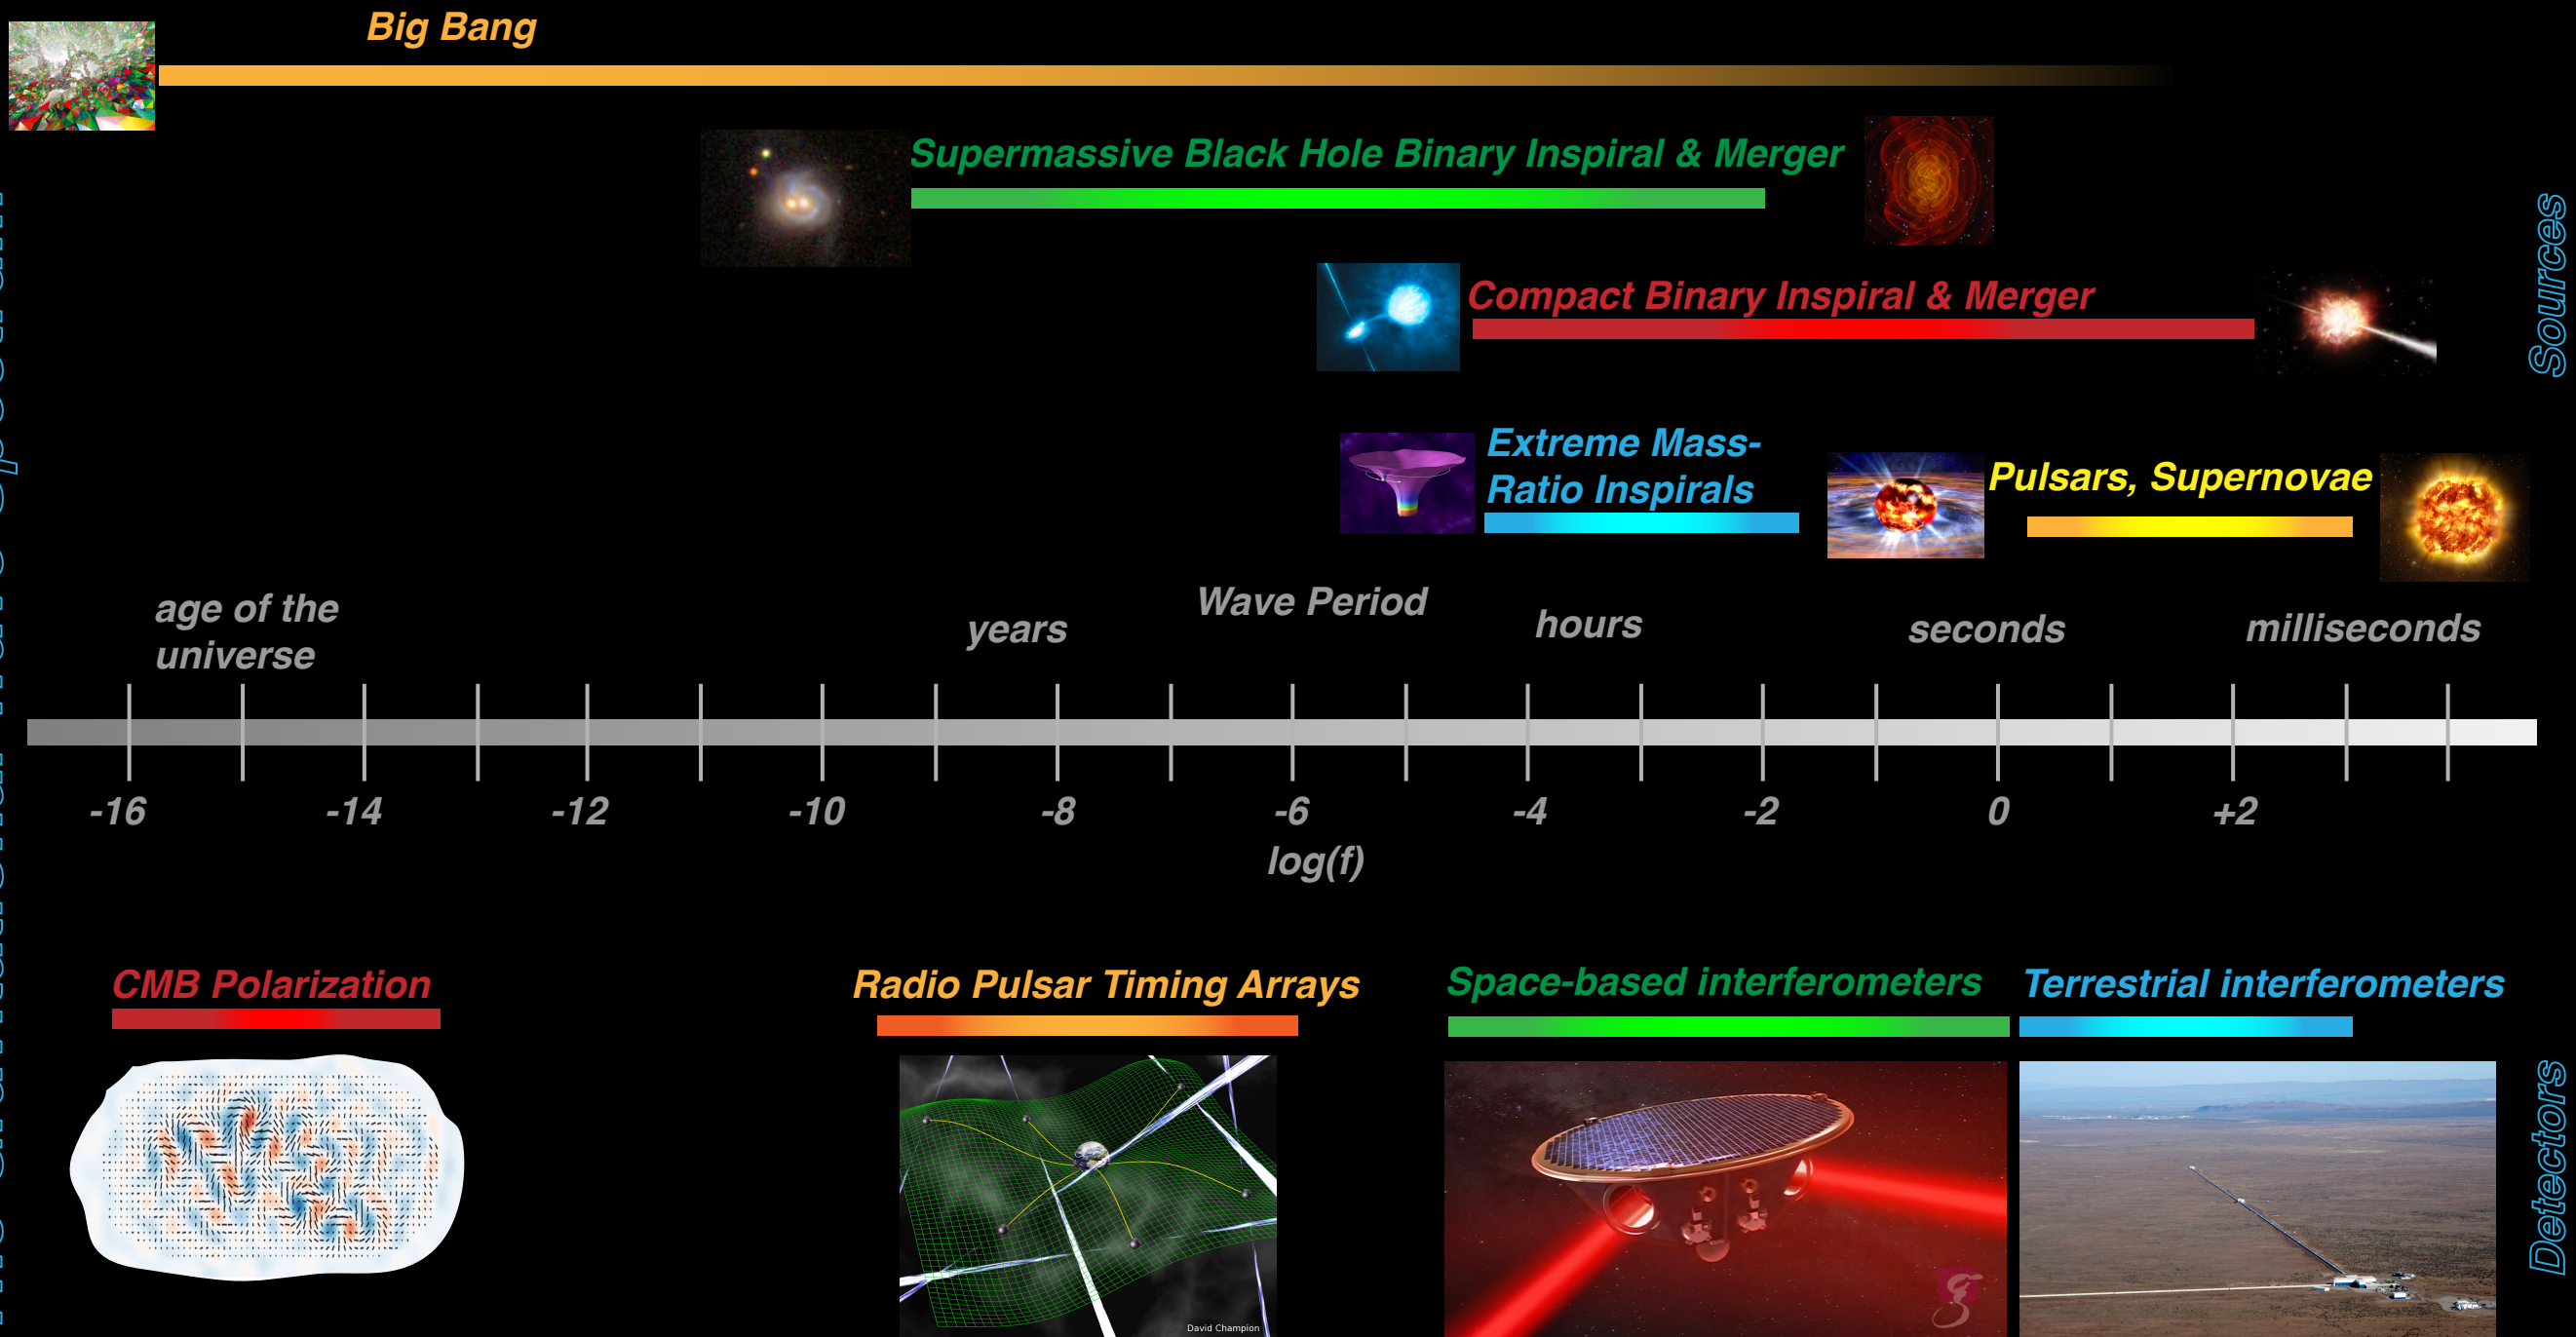 Big Bang
Supermassive Black Hole Binary Inspiral & Merger
Compact Binary Inspiral & Merger
Extreme Mass-
Ratio Inspirals
Pulsars, Supernovae
Sources
age of the
universe
years
Wave Period
hours
seconds
milliseconds
-16
-14
-12
-10
-8
-6
-4
-2
0
+2
log(f)
CMB Polarization
Radio Pulsar Timing Arrays
Space-based interferometers
Terrestrial interferometers
Detectors
David Champion